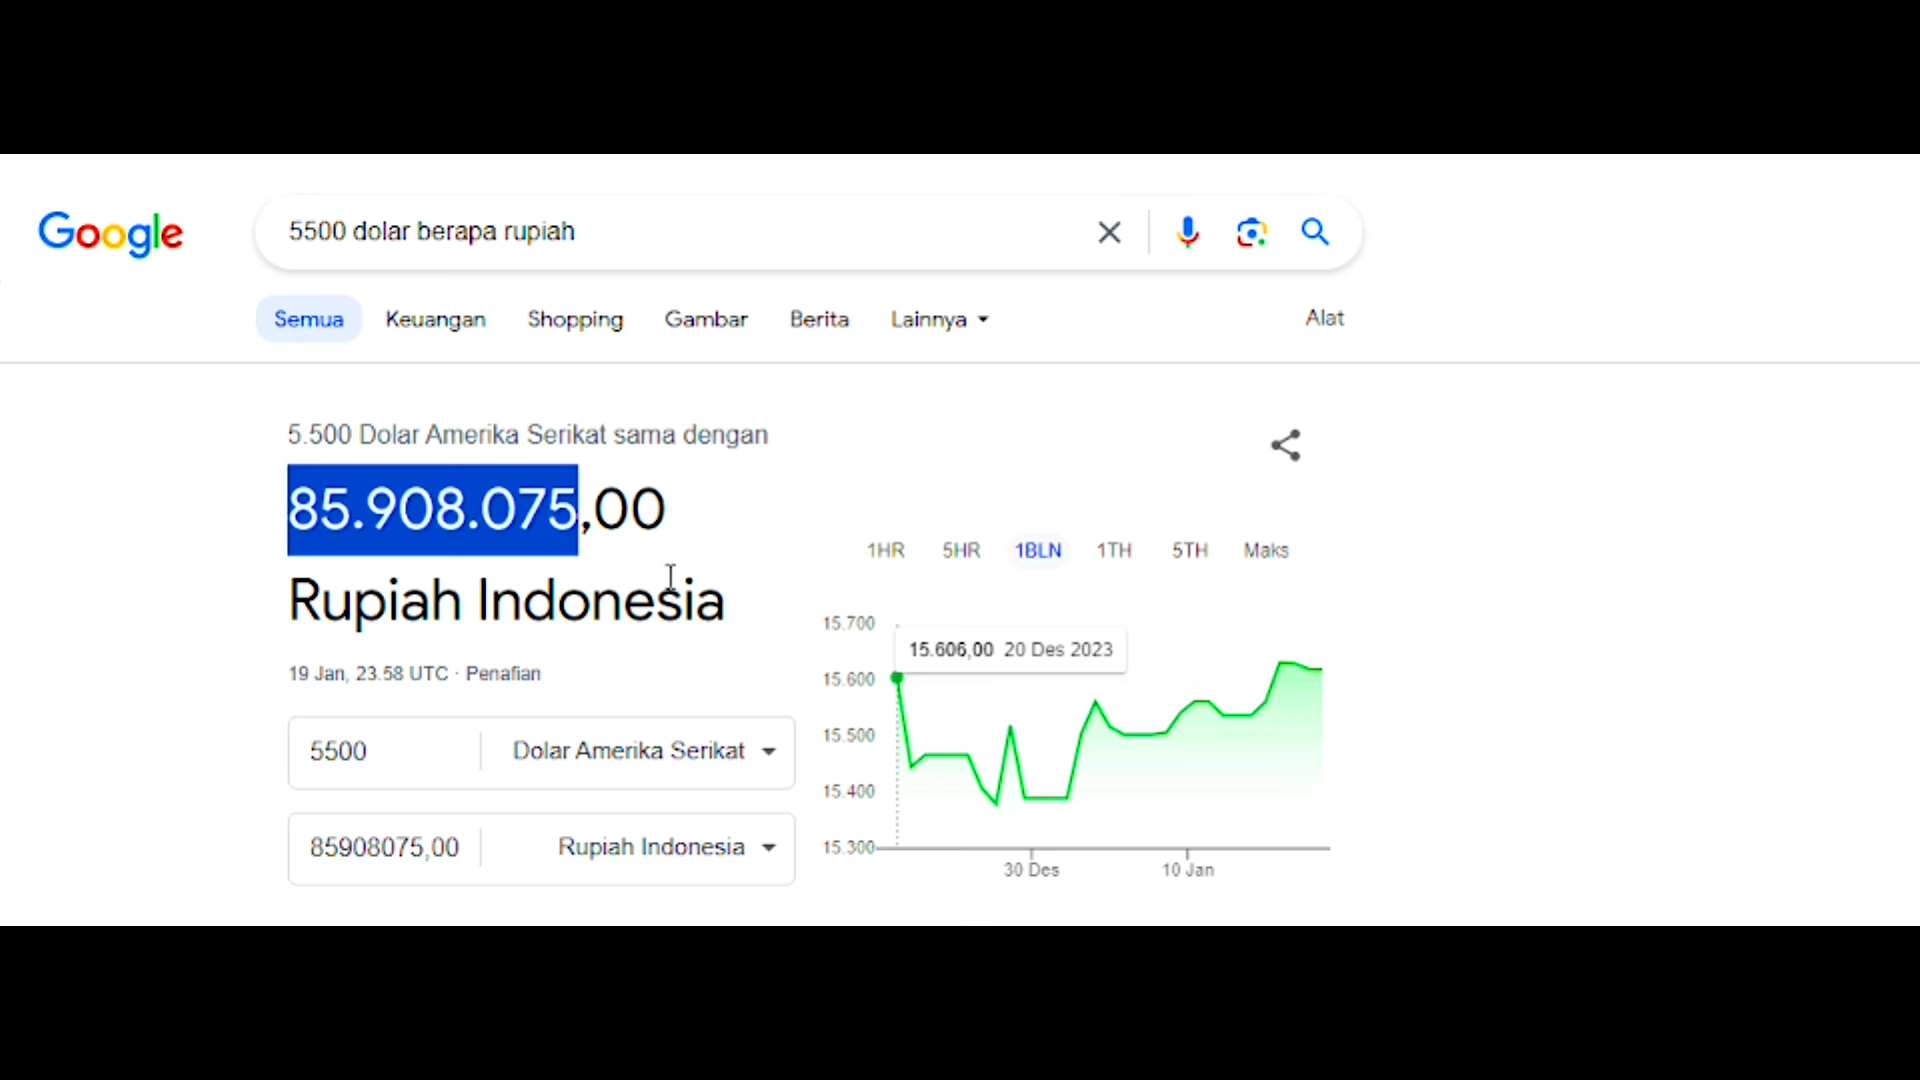 Google
5500 dolar berapa rupiah
Semua Keuangan Shopping Gambar Berita Lainnya Alat
5.500 Dolar Amerika Serikat sama dengan
85.908.075,00
Rupiah Indonesia
19 Jan, 23.58 UTC · Penafian
5500 Dolar Amerika Serikat
85908075,00 Rupiah Indonesia
1HR 5HR 1BLN 1TH 5TH Maks
15.700
15.606,00 20 Des 2023
15.600
15.500
15.400
15.300
30 Des 10 Jan